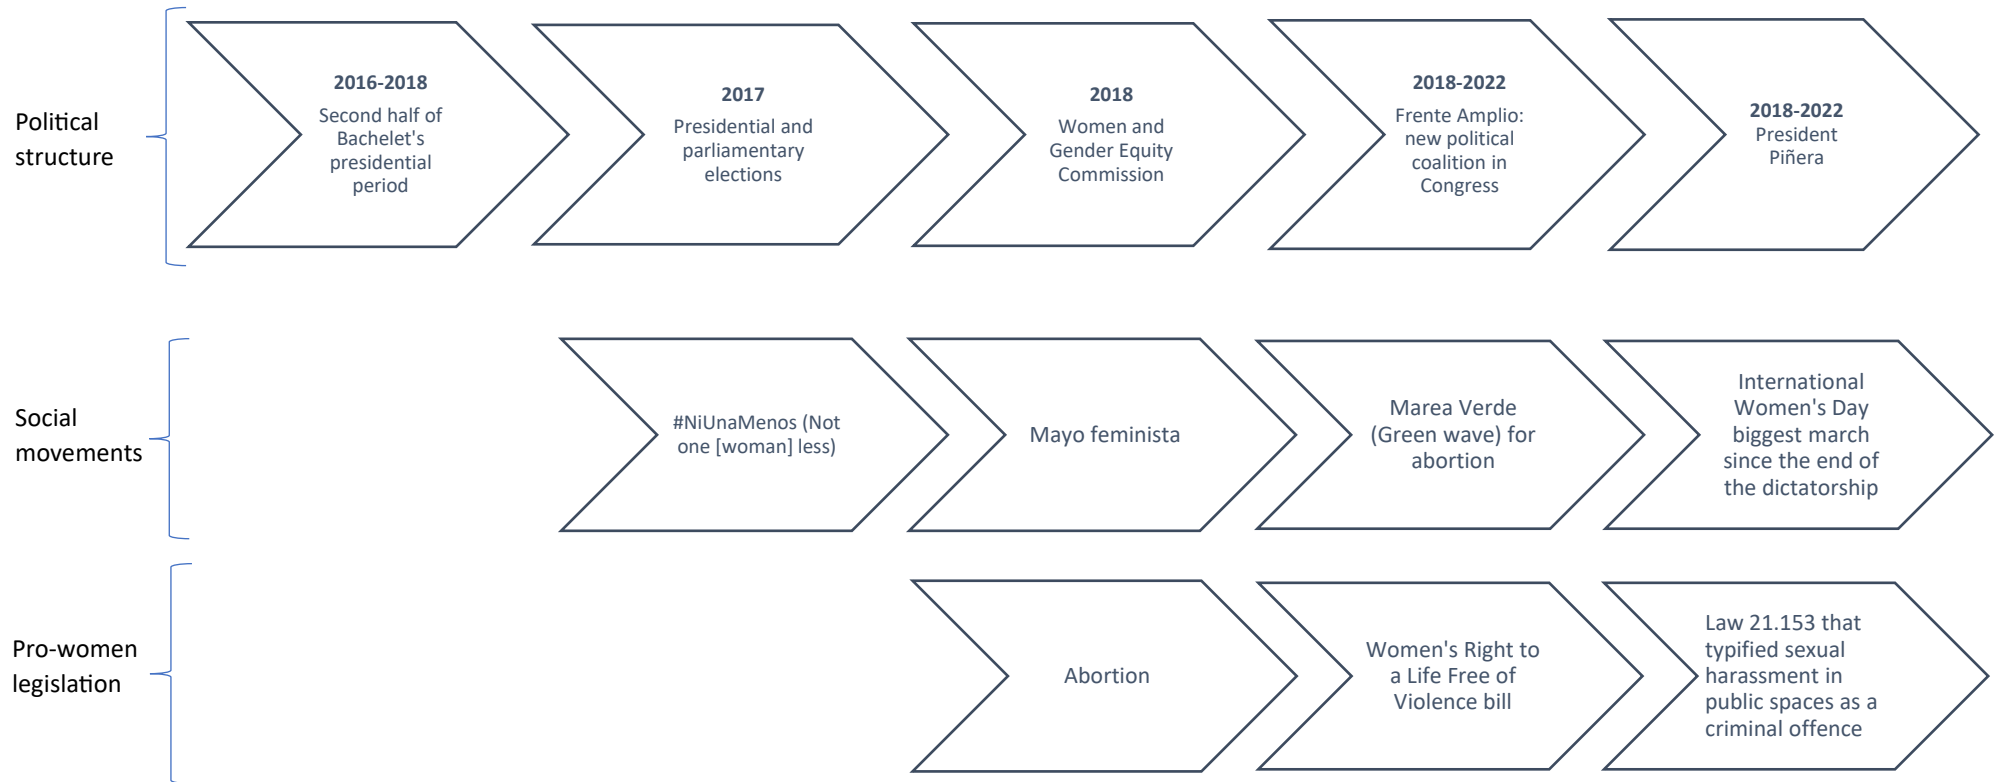 Political
structure
2016-2018
Second half of
Bachelet's
presidential
period
2017
Presidential and
parliamentary
elections
2018
Women and
Gender Equity
Commission
2018-2022
Frente Amplio:
new political
coalition in
Congress
2018-2022
President
Piñera
Social
movements
#NiUnaMenos (Not
one [woman] less)
Mayo feminista
Marea Verde
(Green wave) for
abortion
International
Women's Day
biggest march
since the end of
the dictatorship
Pro-women
legislation
Abortion
Women's Right to
a Life Free of
Violence bill
Law 21.153 that
typified sexual
harassment in
public spaces as a
criminal offence